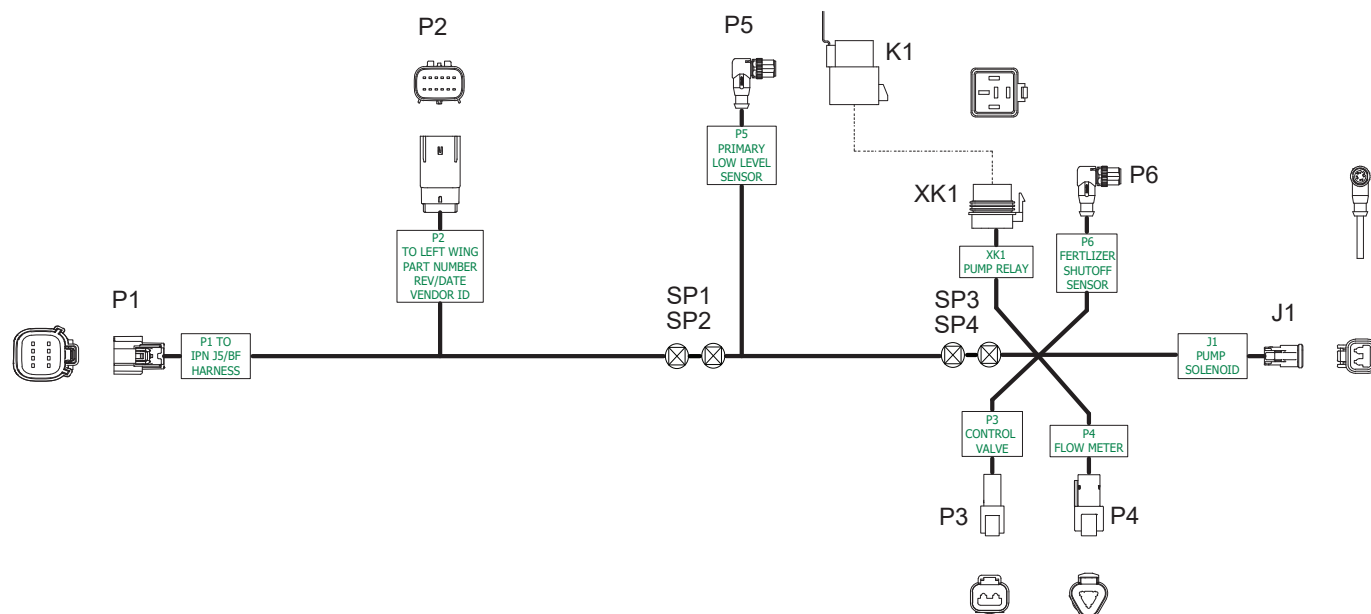 P2
P5
K1
P5
PRIMARY
LOW LEVEL
SENSOR
P6
XK1
P2
TO LEFT WING
PART NUMBER
REV/DATE
VENDOR ID
XK1
PUMP RELAY
P6
FERTLIZER
SHUTOFF
SENSOR
P1
SP1
SP2
SP3
SP4
J1
P1 TO
IPN J5/BF
HARNESS
J1
PUMP
SOLENOID
P3
CONTROL
VALVE
P4
FLOW METER
P3
P4